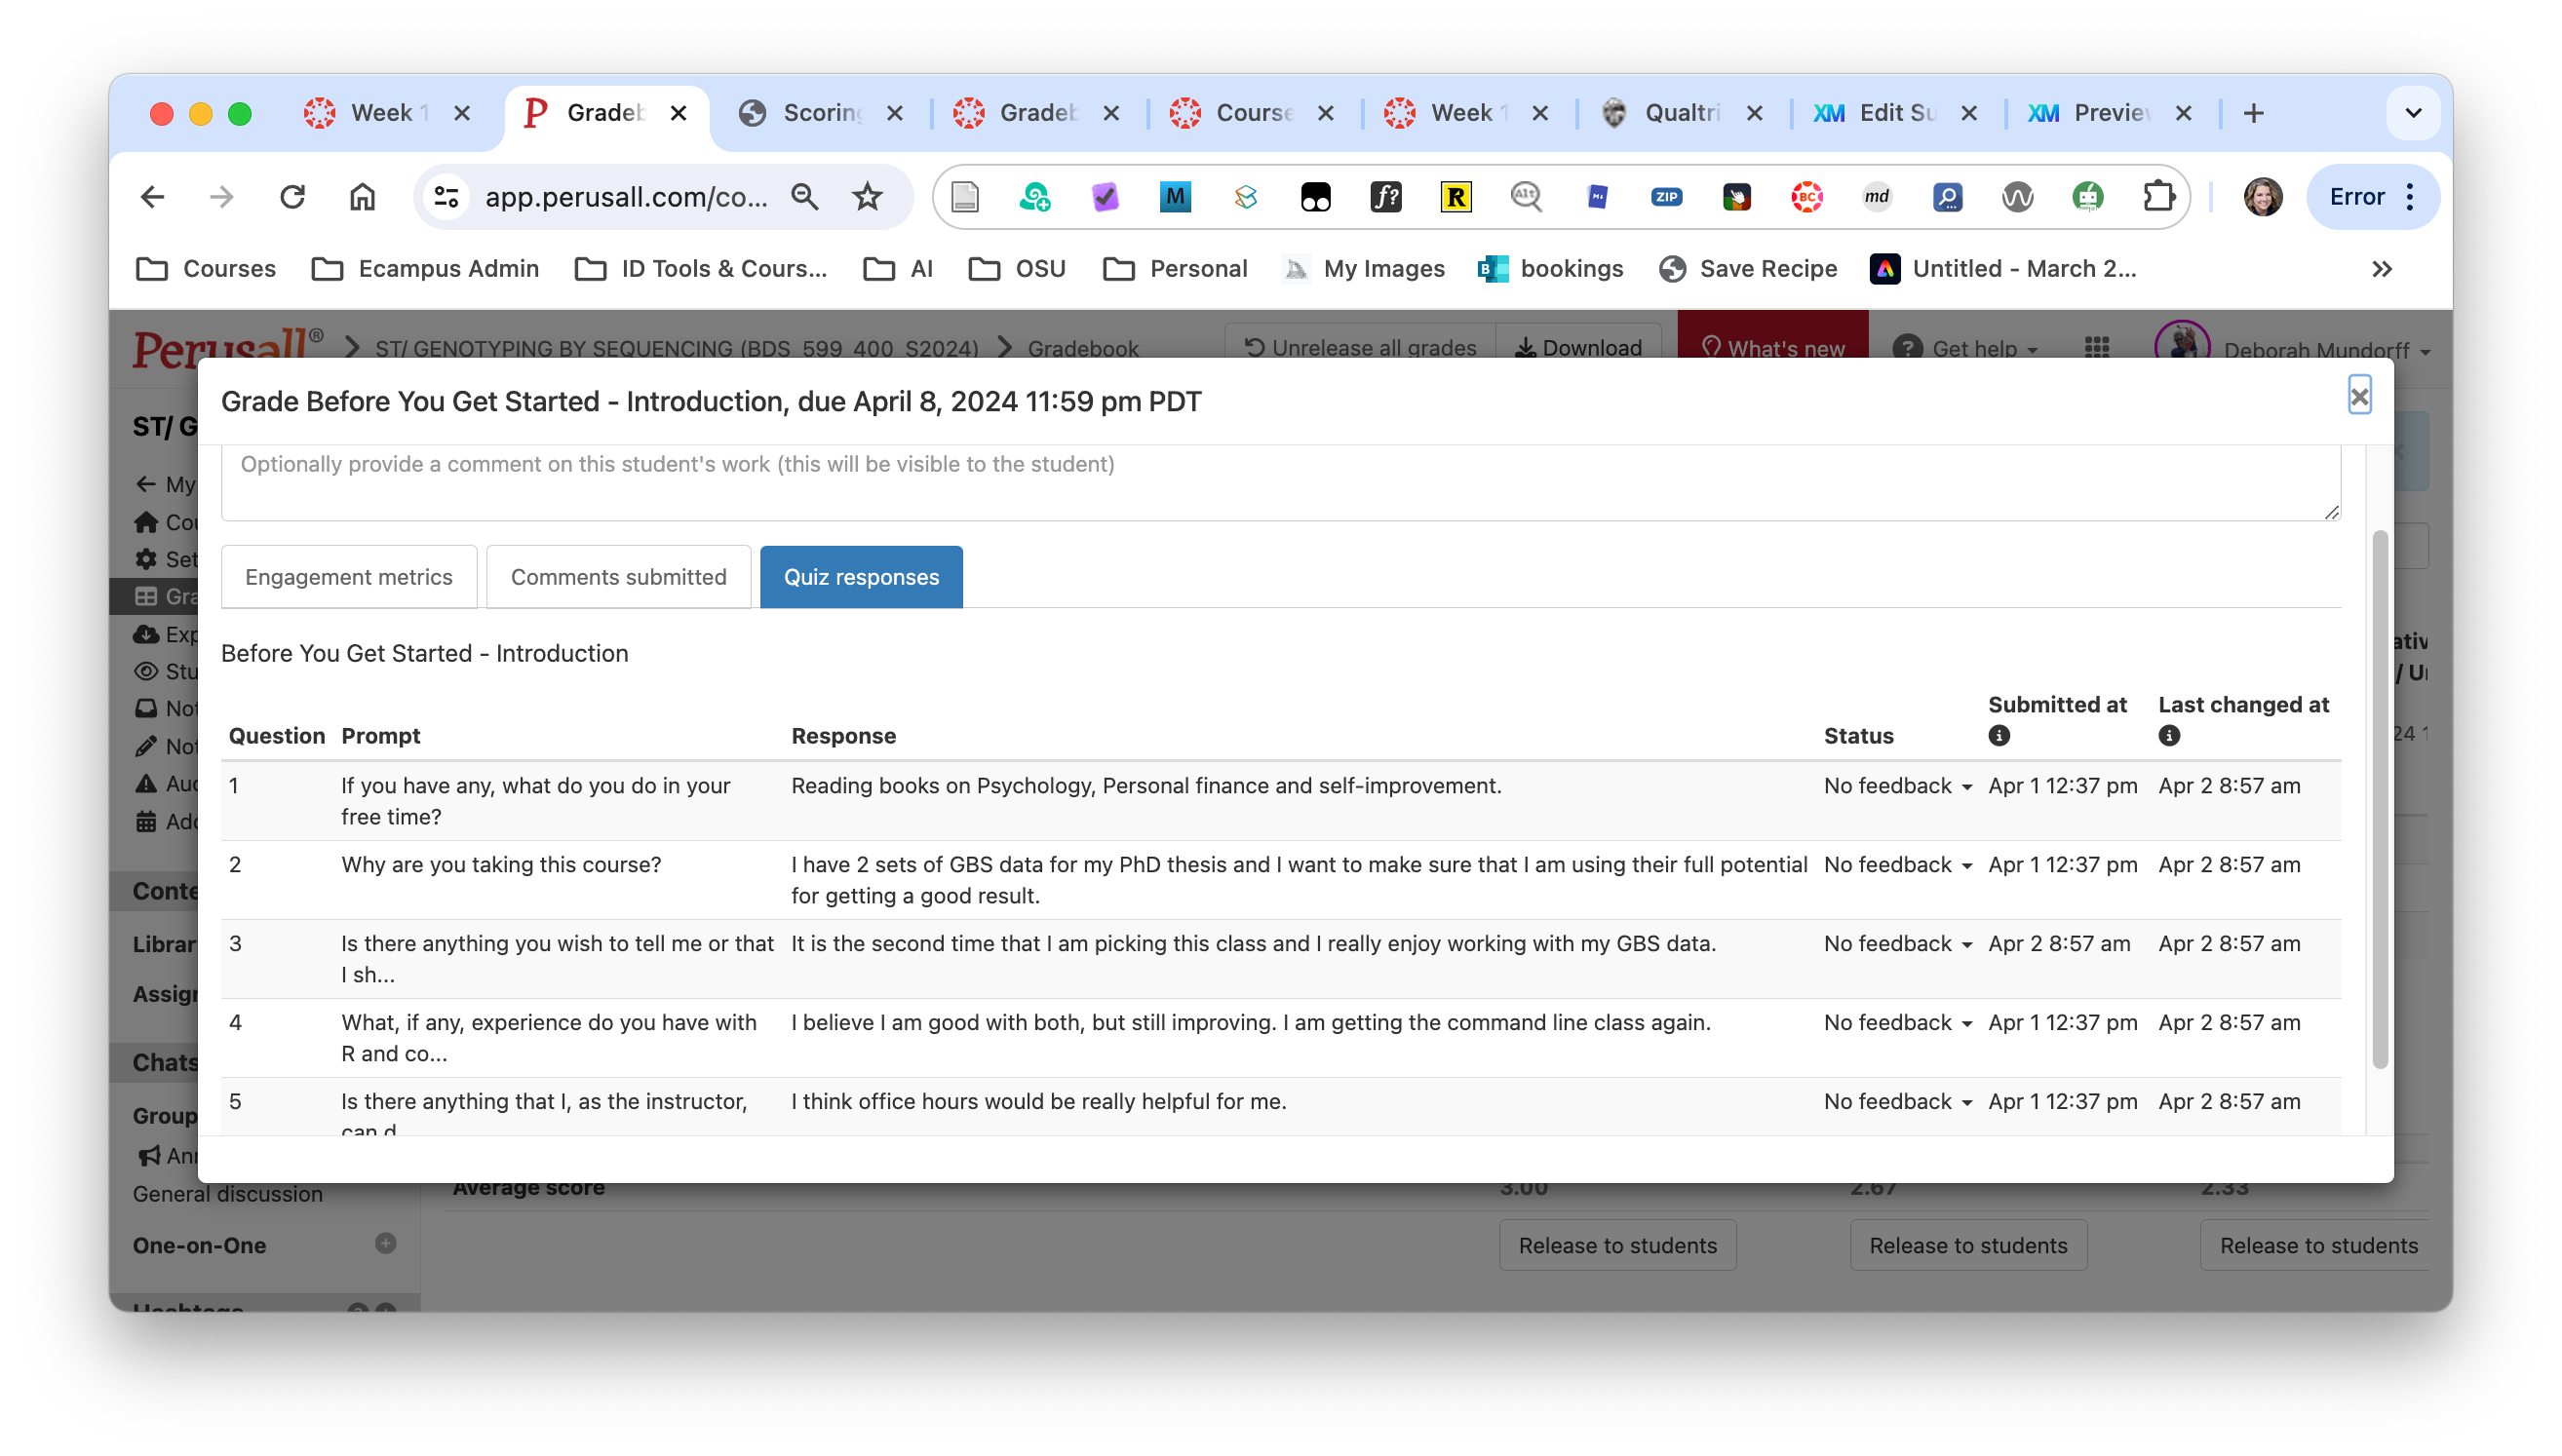 Week 1
Gradeb
Scoring
Gradeb
Course
Week 1
Qualtri
Edit Su
Preview
app.perusall.com/co...
Error
Courses
Ecampus Admin
ID Tools & Cours...
AI
OSU
Personal
My Images
bookings
Save Recipe
Untitled - March 2...
Perusall®
ST/ GENOTYPING BY SEQUENCING (BDS_599_400_S2024)
Gradebook
Unrelease all grades
Download
What's new
Get help
Deborah Mundorff
Grade Before You Get Started - Introduction, due April 8, 2024 11:59 pm PDT
ST/ G
My
Cou
Set
Gra
Exp
Stu
Not
Not
Add
Conte
Librar
Assign
Chats
Group
Ann
General discussion
One-on-One
Hashtags
Optionally provide a comment on this student's work (this will be visible to the student)
Engagement metrics
Comments submitted
Quiz responses
Before You Get Started - Introduction
Question Prompt Response Status Submitted at Last changed at
1 If you have any, what do you do in your free time? Reading books on Psychology, Personal finance and self-improvement. No feedback Apr 1 12:37 pm Apr 2 8:57 am
2 Why are you taking this course? I have 2 sets of GBS data for my PhD thesis and I want to make sure that I am using their full potential for getting a good result. No feedback Apr 1 12:37 pm Apr 2 8:57 am
3 Is there anything you wish to tell me or that I sh... It is the second time that I am picking this class and I really enjoy working with my GBS data. No feedback Apr 2 8:57 am Apr 2 8:57 am
4 What, if any, experience do you have with R and co... I believe I am good with both, but still improving. I am getting the command line class again. No feedback Apr 1 12:37 pm Apr 2 8:57 am
5 Is there anything that I, as the instructor, can d I think office hours would be really helpful for me. No feedback Apr 1 12:37 pm Apr 2 8:57 am
ativ
/ U
24 1
Average score 3.00 2.67 2.33
Release to students
Release to students
Release to students